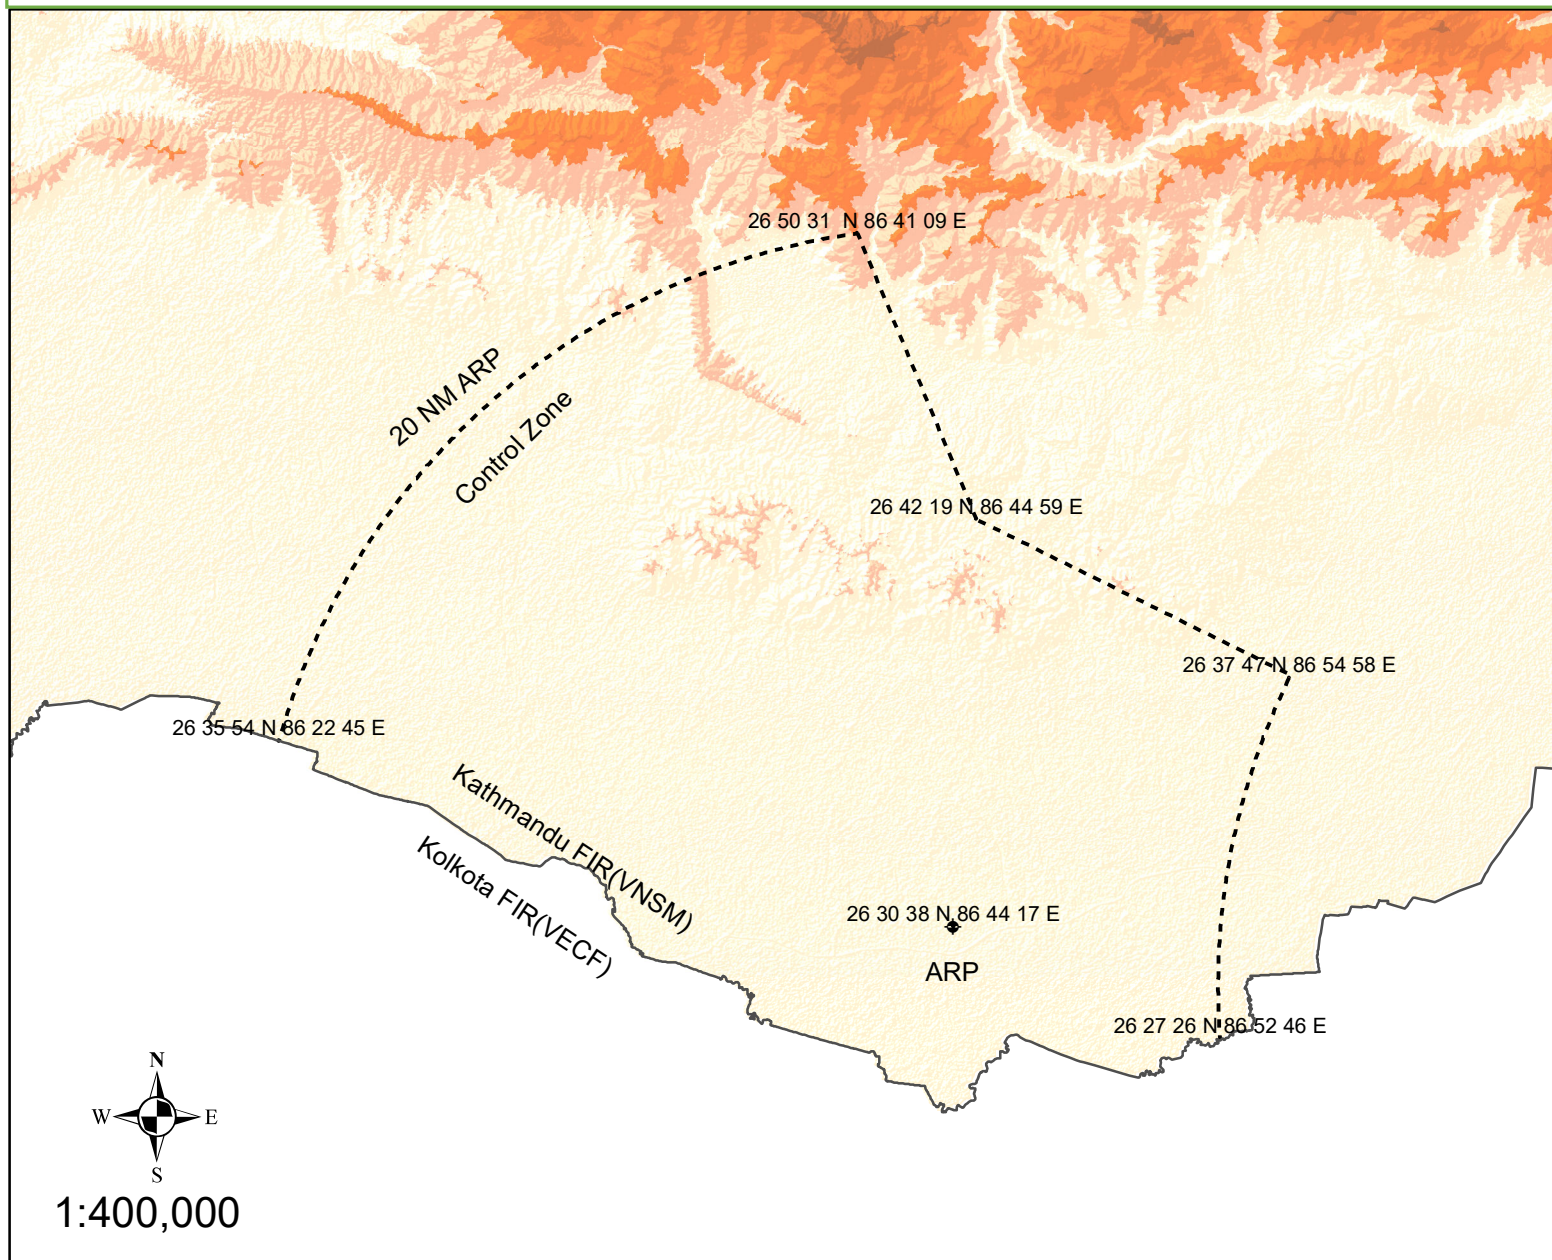 26 50 31  N 86 41 09 E
20 NM ARP
Control Zone
26 42 19 N 86 44 59 E
26 37 47 N 86 54 58 E
26 35 54 N 86 22 45 E
Kathmandu FIR(VNSM)
Kolkota FIR(VECF)
26 30 38 N 86 44 17 E
ARP
26 27 26 N 86 52 46 E
N
W E
S
1:400,000